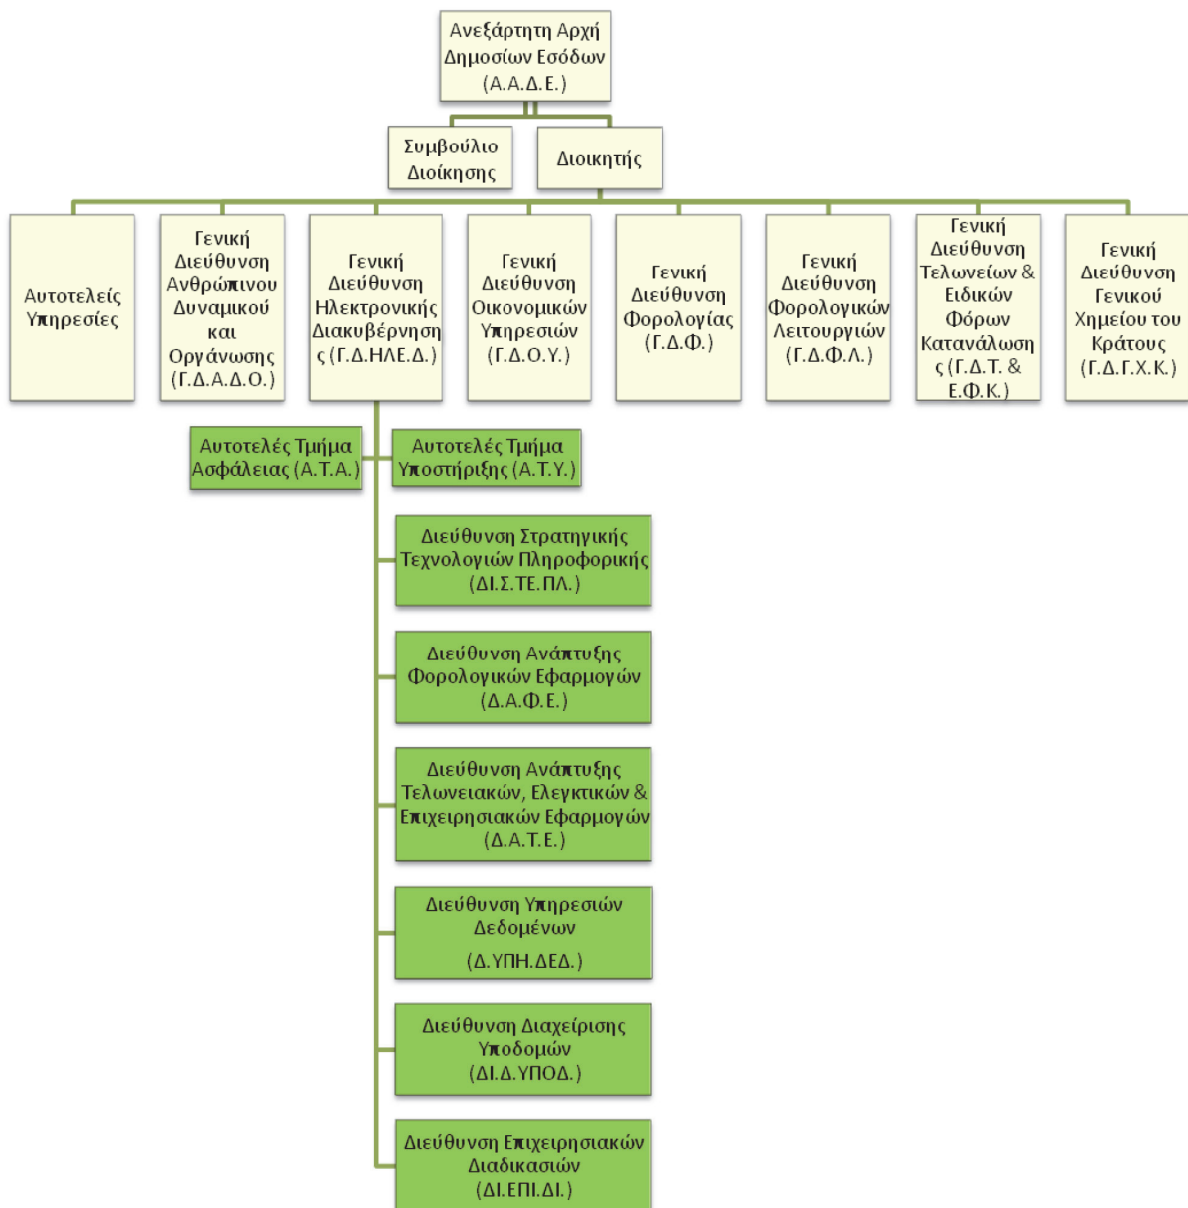 Ανεξάρτητη Αρχή
Δημοσίων Εσόδων
(Α.Α.Δ.Ε.)
Συμβούλιο
Διοίκησης
Διοικητής
Αυτοτελείς
Υπηρεσίες
Γενική
Διεύθυνση
Ανθρώπινου
Δυναμικού
και
Οργάνωσης
(Γ.Δ.Α.Δ.Ο.)
Γενική
Διεύθυνση
Ηλεκτρονικής
Διακυβέρνηση
ς (Γ.Δ.ΗΛΕ.Δ.)
Γενική
Διεύθυνση
Οικονομικών
Υπηρεσιών
(Γ.Δ.Ο.Υ.)
Γενική
Διεύθυνση
Φορολογίας
(Γ.Δ.Φ.)
Γενική
Διεύθυνση
Φορολογικών
Λειτουργιών
(Γ.Δ.Φ.Λ.)
Γενική
Διεύθυνση
Τελωνείων &
Ειδικών
Φόρων
Κατανάλωση
ς (Γ.Δ.Τ. &
Ε.Φ.Κ.)
Γενική
Διεύθυνση
Γενικού
Χημείου του
Κράτους
(Γ.Δ.Γ.Χ.Κ.)
Αυτοτελές Τμήμα
Ασφάλειας (Α.Τ.Α.)
Αυτοτελές Τμήμα
Υποστήριξης (Α.Τ.Υ.)
Διεύθυνση Στρατηγικής
Τεχνολογιών Πληροφορικής
(ΔΙ.Σ.ΤΕ.ΠΛ.)
Διεύθυνση Ανάπτυξης
Φορολογικών Εφαρμογών
(Δ.Α.Φ.Ε.)
Διεύθυνση Ανάπτυξης
Τελωνειακών, Ελεγκτικών &
Επιχειρησιακών Εφαρμογών
(Δ.Α.Τ.Ε.)
Διεύθυνση Υπηρεσιών
Δεδομένων
(Δ.ΥΠΗ.ΔΕΔ.)
Διεύθυνση Διαχείρισης
Υποδομών
(ΔΙ.Δ.ΥΠΟΔ.)
Διεύθυνση Επιχειρησιακών
Διαδικασιών
(ΔΙ.ΕΠΙ.ΔΙ.)